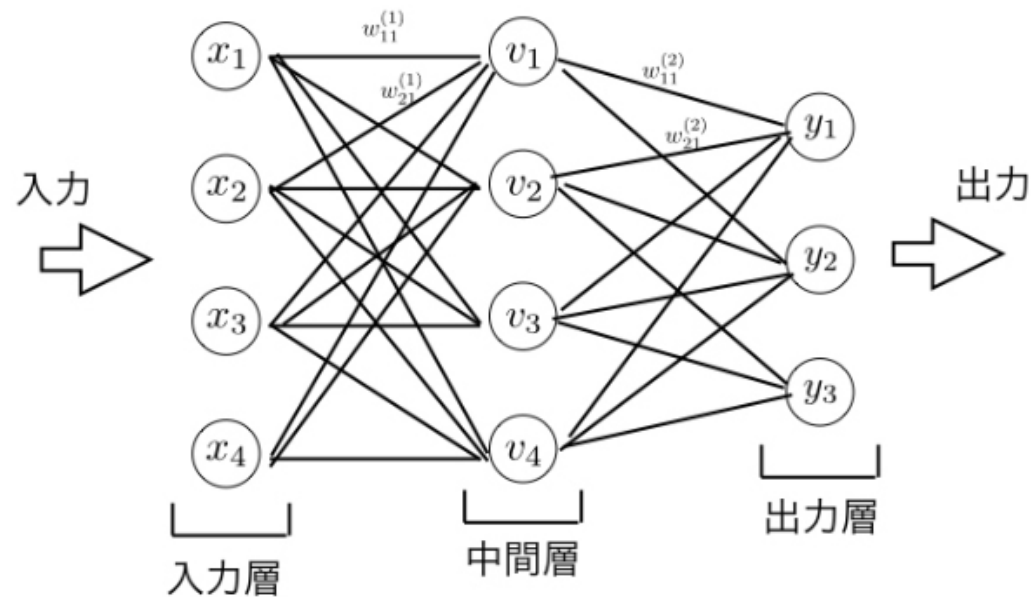 入力
x₁
x₂
x₃
x₄
入力層
w₁₁⁽¹⁾
w₂₁⁽¹⁾
v₁
v₂
v₃
v₄
中間層
w₁₁⁽²⁾
w₂₁⁽²⁾
y₁
y₂
y₃
出力層
出力